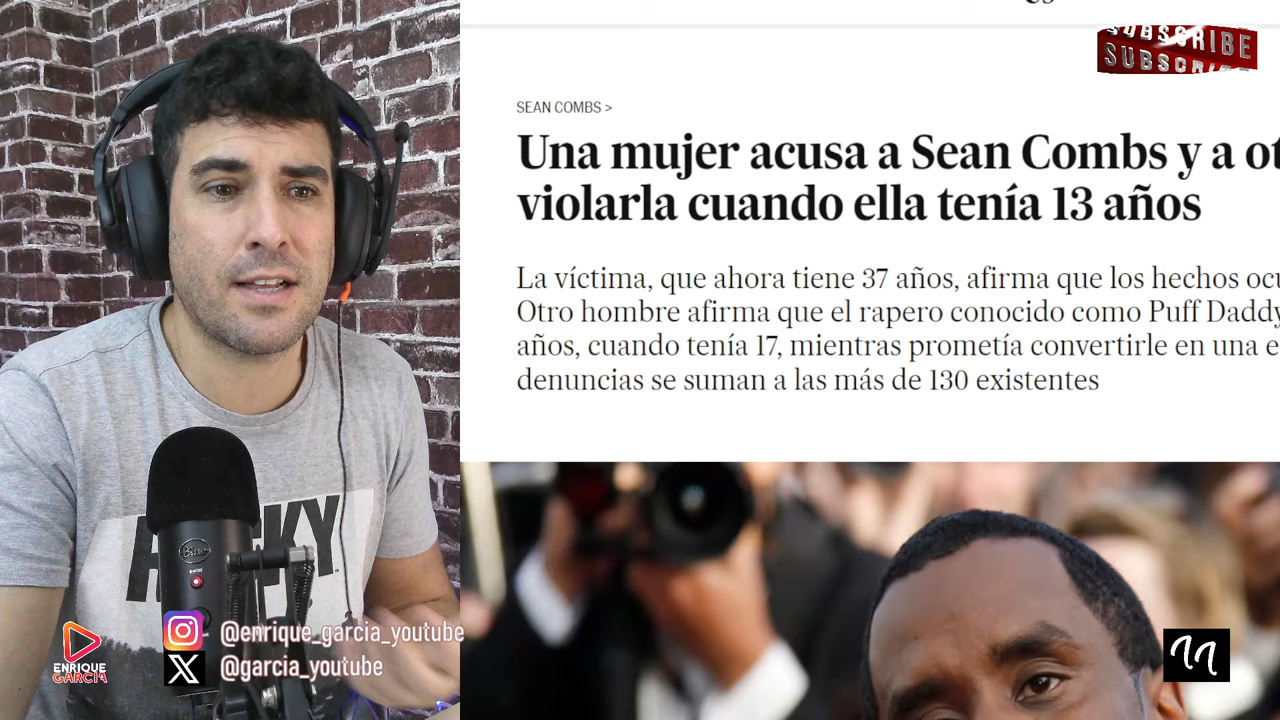 SUBSCRIBE
SUBSCRIBE
SEAN COMBS >
Una mujer acusa a Sean Combs y a ot
violarla cuando ella tenía 13 años
La víctima, que ahora tiene 37 años, afirma que los hechos ocu
Otro hombre afirma que el rapero conocido como Puff Daddy
años, cuando tenía 17, mientras prometía convertirle en una e
denuncias se suman a las más de 130 existentes
Blue
@enrique_garcia_youtube
@garcia_youtube
ENRIQUE
GARCIA